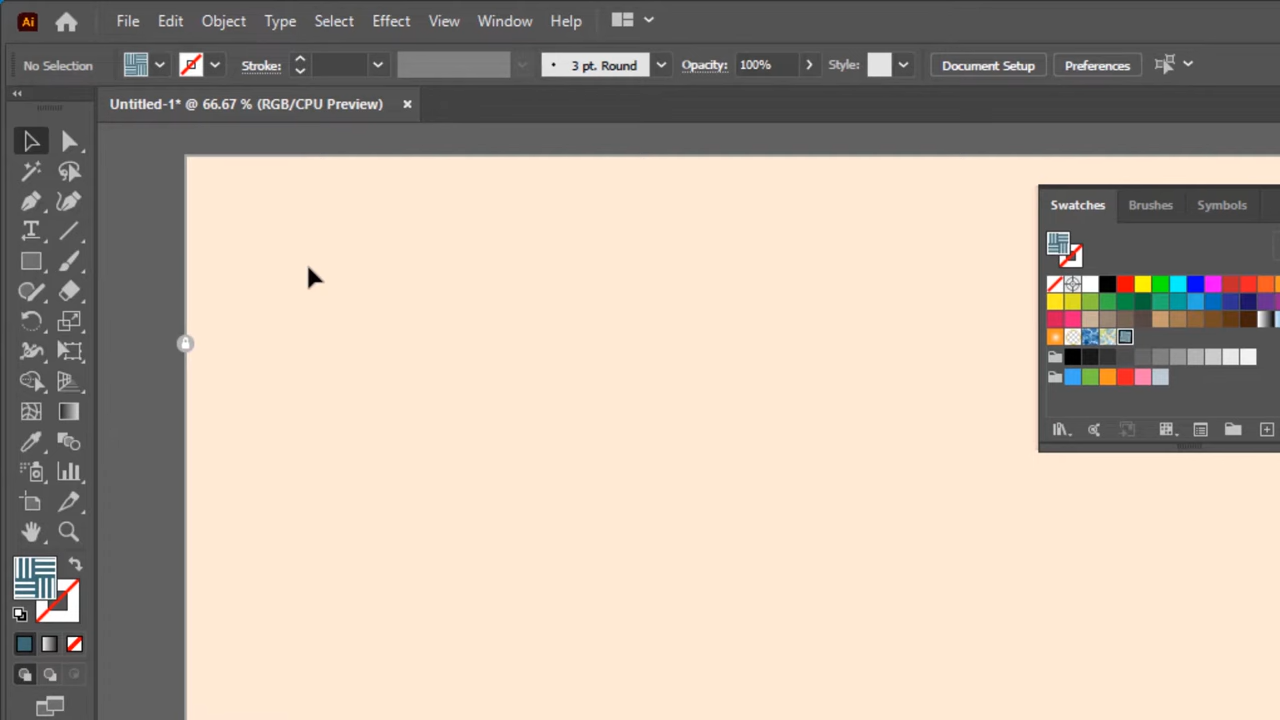 Ai File Edit Object Type Select Effect View Window Help
No Selection Stroke: 3 pt. Round Opacity: 100% Style: Document Setup Preferences
Untitled-1* @ 66.67 % (RGB/CPU Preview) ×
Swatches Brushes Symbols